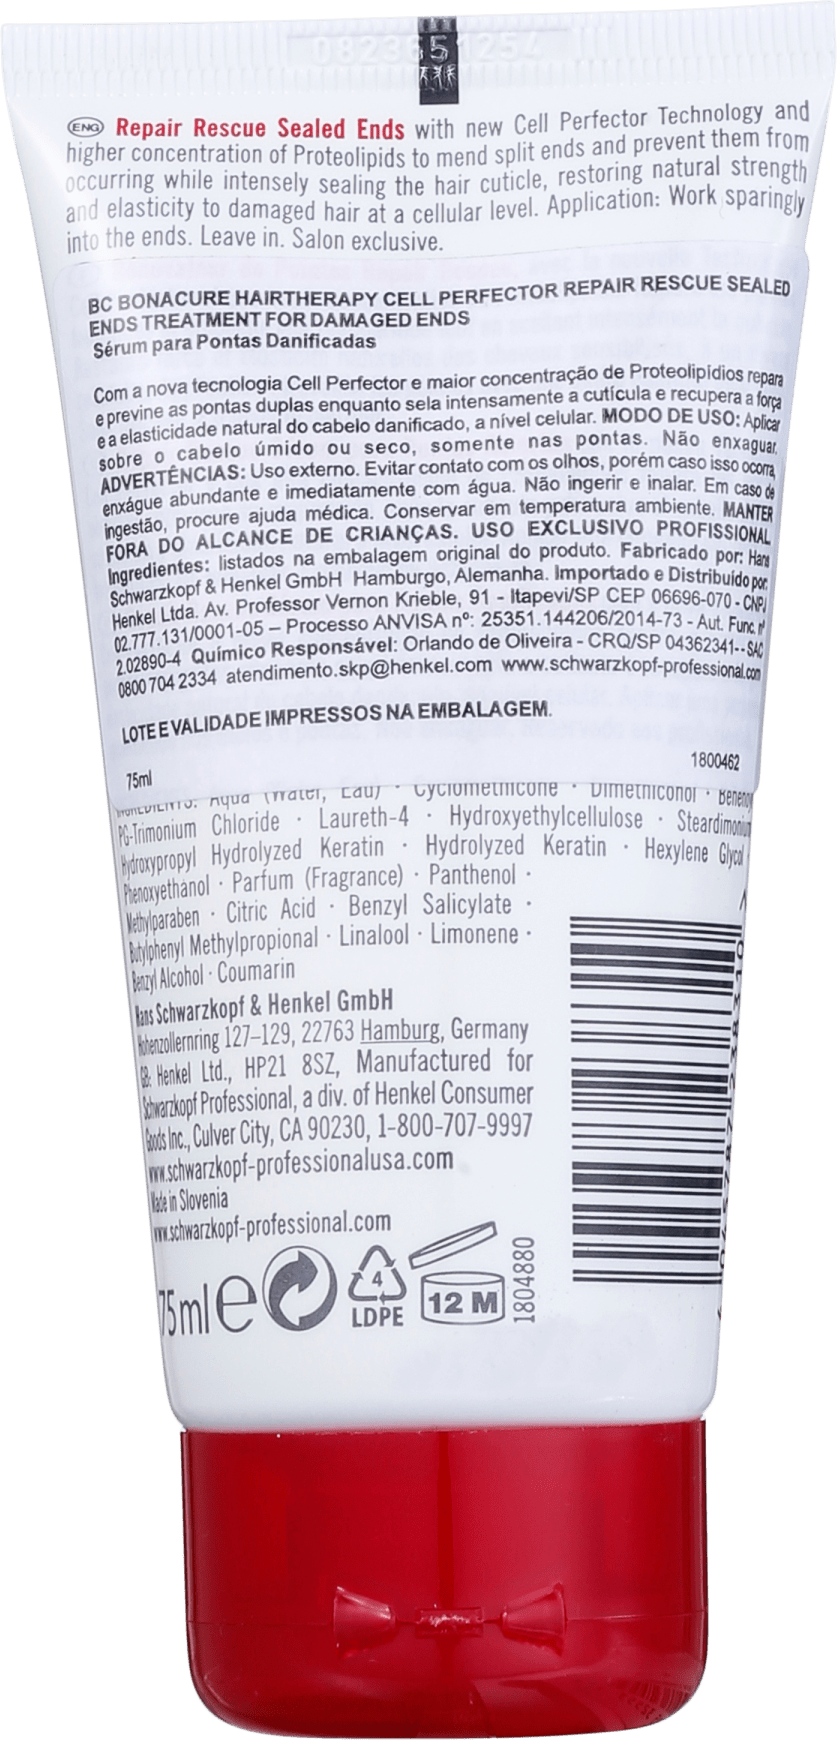 0823651254
ENG Repair Rescue Sealed Ends with new Cell Perfector Technology and
higher concentration of Proteolipids to mend split ends and prevent them from
occurring while intensely sealing the hair cuticle, restoring natural strength
and elasticity to damaged hair at a cellular level. Application: Work sparingly
into the ends. Leave in. Salon exclusive.
BC BONACURE HAIRTHERAPY CELL PERFECTOR REPAIR RESCUE SEALED
ENDS TREATMENT FOR DAMAGED ENDS
Sérum para Pontas Danificadas
Com a nova tecnologia Cell Perfector e maior concentração de Proteolipidios repara
e previne as pontas duplas enquanto sela intensamente a cutícula e recupera a força
e a elasticidade natural do cabelo danificado, a nível celular. MODO DE USO: Aplicar
sobre o cabelo úmido ou seco, somente nas pontas. Não enxaguar.
ADVERTÊNCIAS: Uso externo. Evitar contato com os olhos, porém caso isso ocorra,
enxágue abundante e imediatamente com água. Não ingerir e inalar. Em caso de
ingestão, procure ajuda médica. Conservar em temperatura ambiente. MANTER
FORA DO ALCANCE DE CRIANÇAS. USO EXCLUSIVO PROFISSIONAL
Ingredientes: listados na embalagem original do produto. Fabricado por: Hans
Schwarzkopf & Henkel GmbH Hamburgo, Alemanha. Importado e Distribuído por:
Henkel Ltda. Av. Professor Vernon Krieble, 91 - Itapevi/SP CEP 06696-070 - CNPJ
02.777.131/0001-05 – Processo ANVISA nº: 25351.144206/2014-73 - Aut. Func. nº
2.02890-4 Químico Responsável: Orlando de Oliveira - CRQ/SP 04362341-- SAC
0800 704 2334 atendimento.skp@henkel.com www.schwarzkopf-professional.com
LOTE E VALIDADE IMPRESSOS NA EMBALAGEM.
75ml 1800462
INGREDIENTS: Aqua (Water, Eau) · Cyclomethicone · Dimethiconol · Behenoyl
PG-Trimonium Chloride · Laureth-4 · Hydroxyethylcellulose · Steardimonium
Hydroxypropyl Hydrolyzed Keratin · Hydrolyzed Keratin · Hexylene Glycol ·
Phenoxyethanol · Parfum (Fragrance) · Panthenol ·
Methylparaben · Citric Acid · Benzyl Salicylate ·
Butylphenyl Methylpropional · Linalool · Limonene ·
Benzyl Alcohol · Coumarin
Hans Schwarzkopf & Henkel GmbH
Hohenzollernring 127–129, 22763 Hamburg, Germany
GB: Henkel Ltd., HP21 8SZ, Manufactured for
Schwarzkopf Professional, a div. of Henkel Consumer
Goods Inc., Culver City, CA 90230, 1-800-707-9997
www.schwarzkopf-professionalusa.com
Made in Slovenia
www.schwarzkopf-professional.com
75ml e 4 LDPE 12 M 1804880